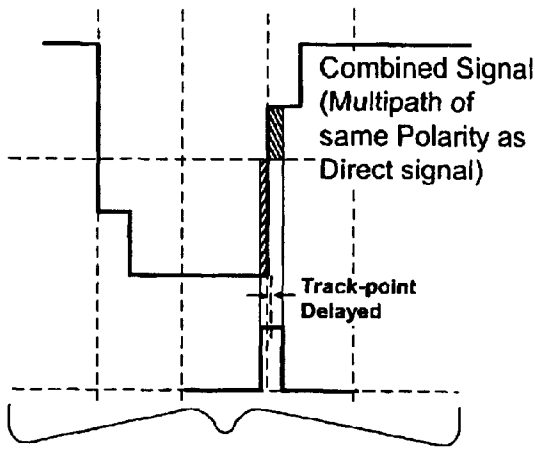 Combined Signal
(Multipath of
same Polarity as
Direct signal)
Track-point
Delayed